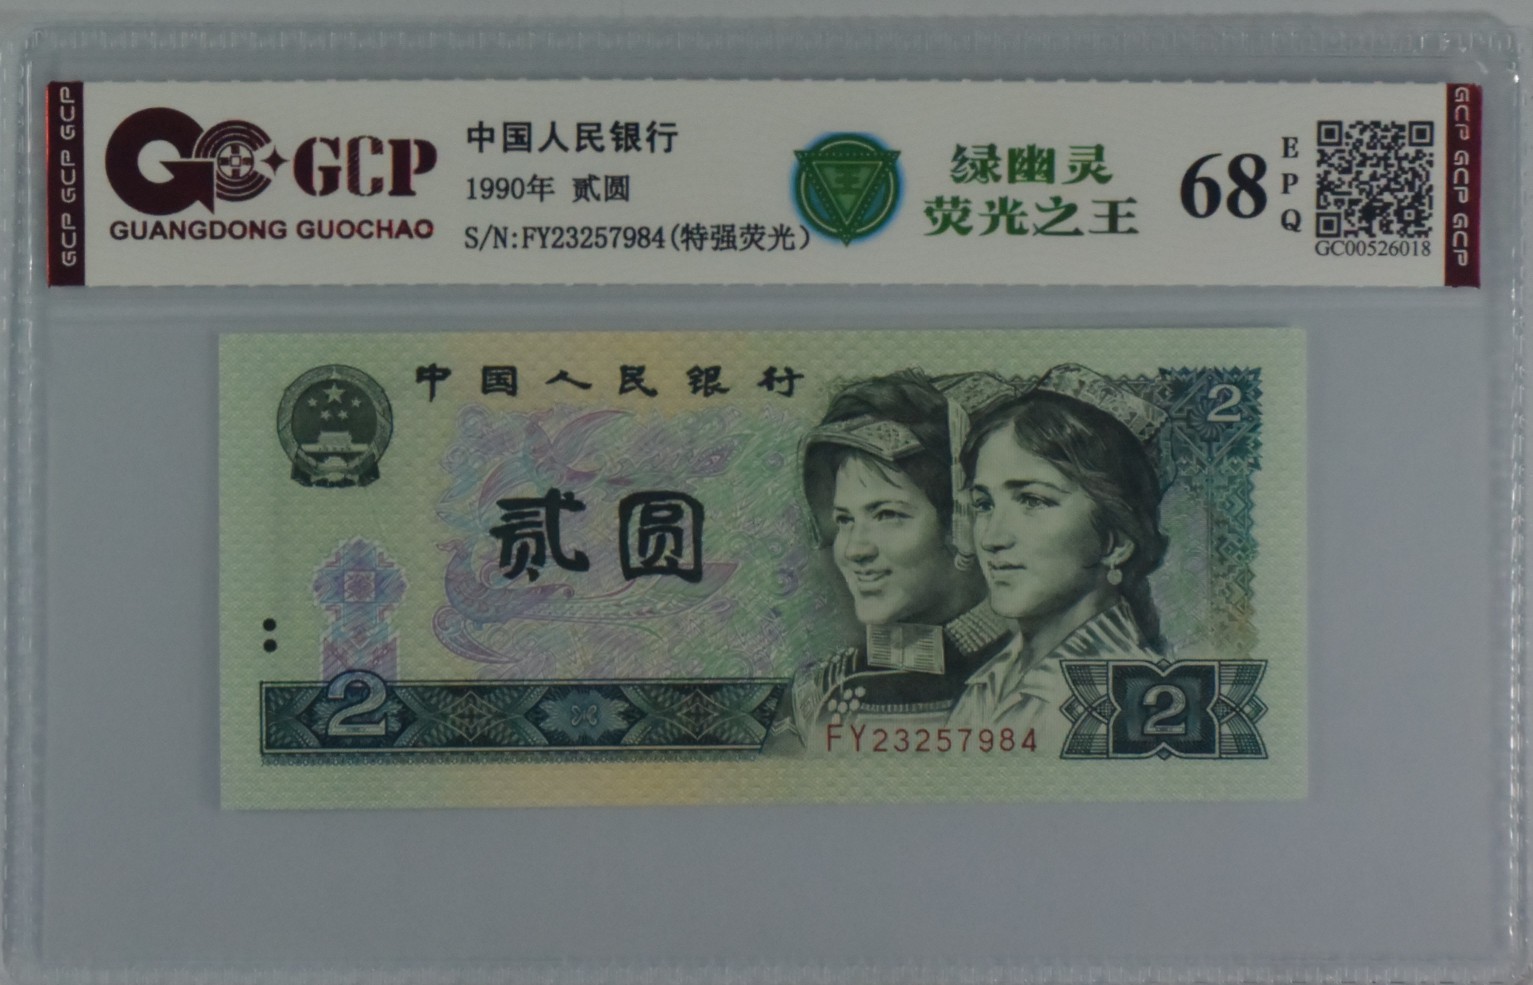 GCP GCP GCP
GCP
GUANGDONG GUOCHAO
中国人民银行
1990年 贰圆
S/N:FY23257984(特强荧光)
王
绿幽灵
荧光之王
68
EPQ
GC00526018
GCP GCP GCP
中国人民银行
贰圆
2
2
2
FY23257984